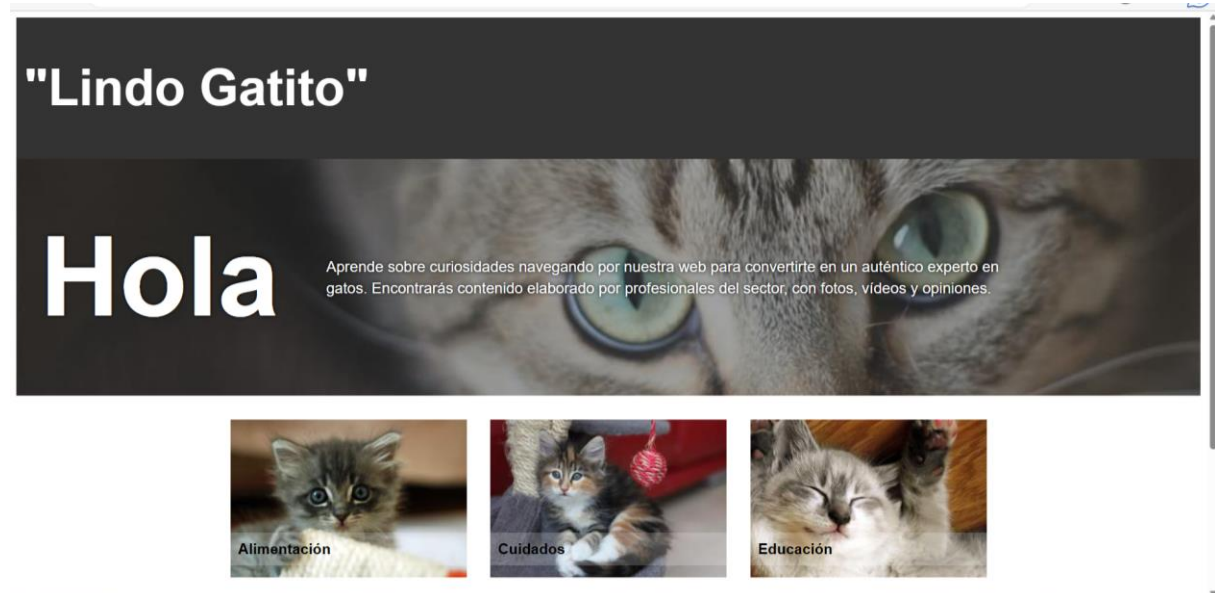 "Lindo Gatito"
Hola
Aprende sobre curiosidades navegando por nuestra web para convertirte en un auténtico experto en
gatos. Encontrarás contenido elaborado por profesionales del sector, con fotos, vídeos y opiniones.
Alimentación
Cuidados
Educación